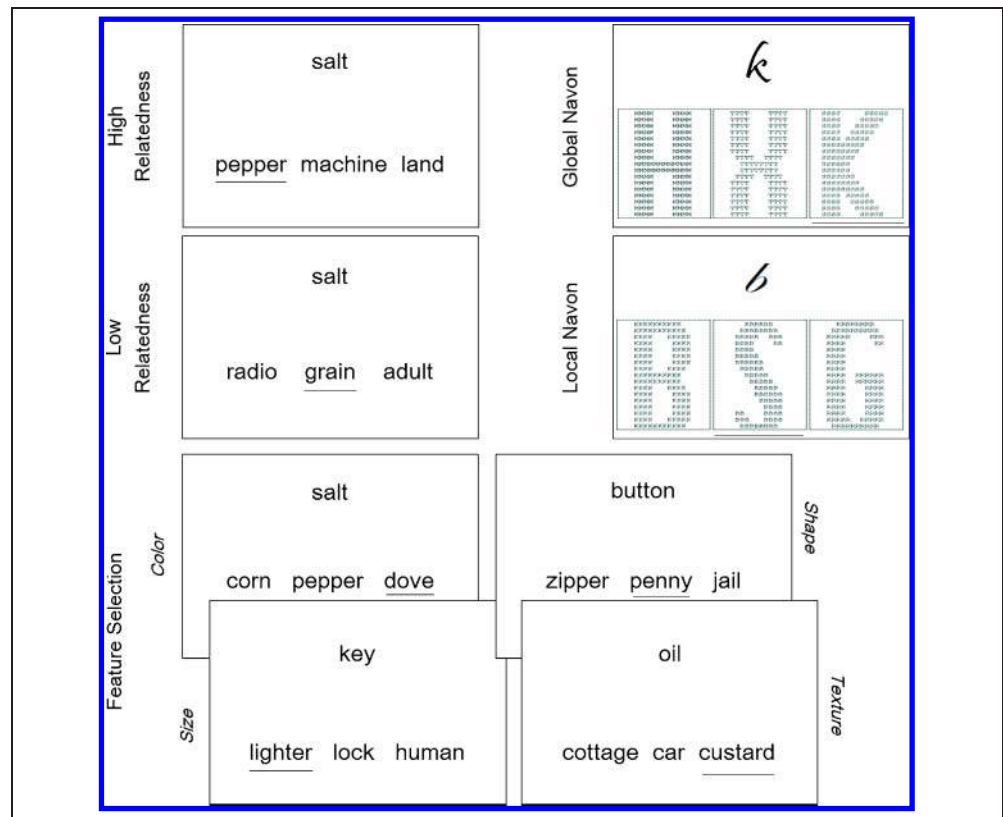 High
Relatedness
salt
pepper machine land
Global Navon
k
Low
Relatedness
salt
radio grain adult
Local Navon
b
Feature Selection
Color
salt
corn pepper dove
Shape
button
zipper penny jail
Size
key
lighter lock human
Texture
oil
cottage car custard